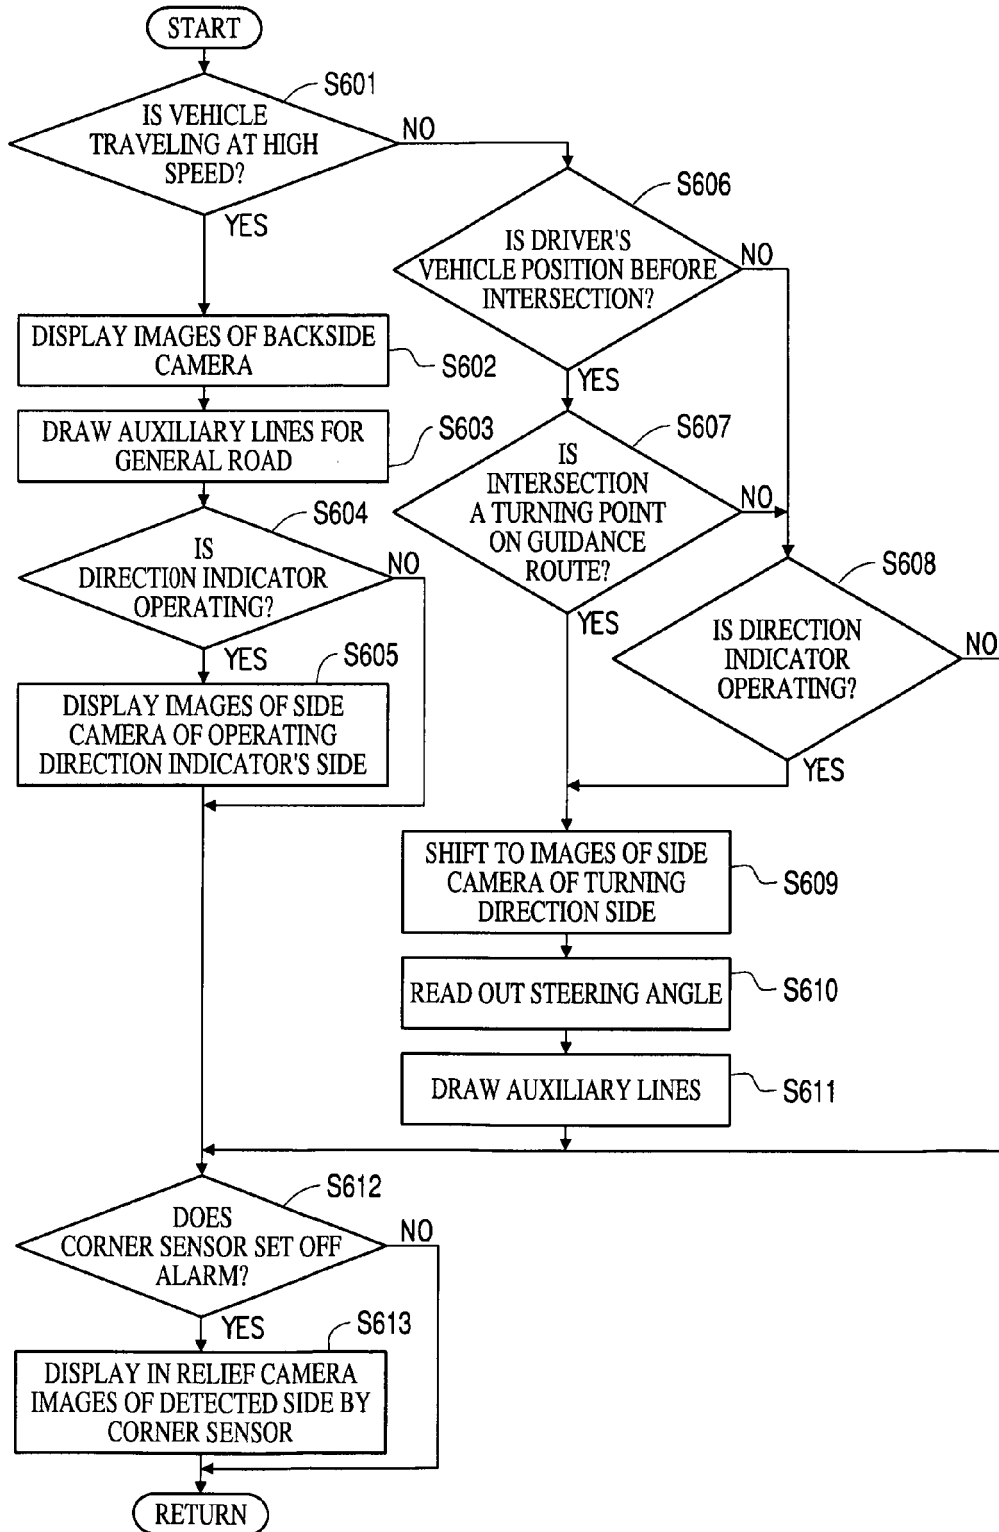 START
S601
IS VEHICLE
TRAVELING AT HIGH
SPEED?
NO
YES
DISPLAY IMAGES OF BACKSIDE
CAMERA
S602
DRAW AUXILIARY LINES FOR
GENERAL ROAD
S603
S604
IS
DIRECTION INDICATOR
OPERATING?
NO
YES
S605
DISPLAY IMAGES OF SIDE
CAMERA OF OPERATING
DIRECTION INDICATOR'S SIDE
S606
IS DRIVER'S
VEHICLE POSITION BEFORE
INTERSECTION?
NO
YES
S607
IS
INTERSECTION
A TURNING POINT
ON GUIDANCE
ROUTE?
NO
YES
S608
IS DIRECTION
INDICATOR
OPERATING?
NO
YES
SHIFT TO IMAGES OF SIDE
CAMERA OF TURNING
DIRECTION SIDE
S609
READ OUT STEERING ANGLE
S610
DRAW AUXILIARY LINES
S611
S612
DOES
CORNER SENSOR SET OFF
ALARM?
NO
YES
S613
DISPLAY IN RELIEF CAMERA
IMAGES OF DETECTED SIDE BY
CORNER SENSOR
RETURN